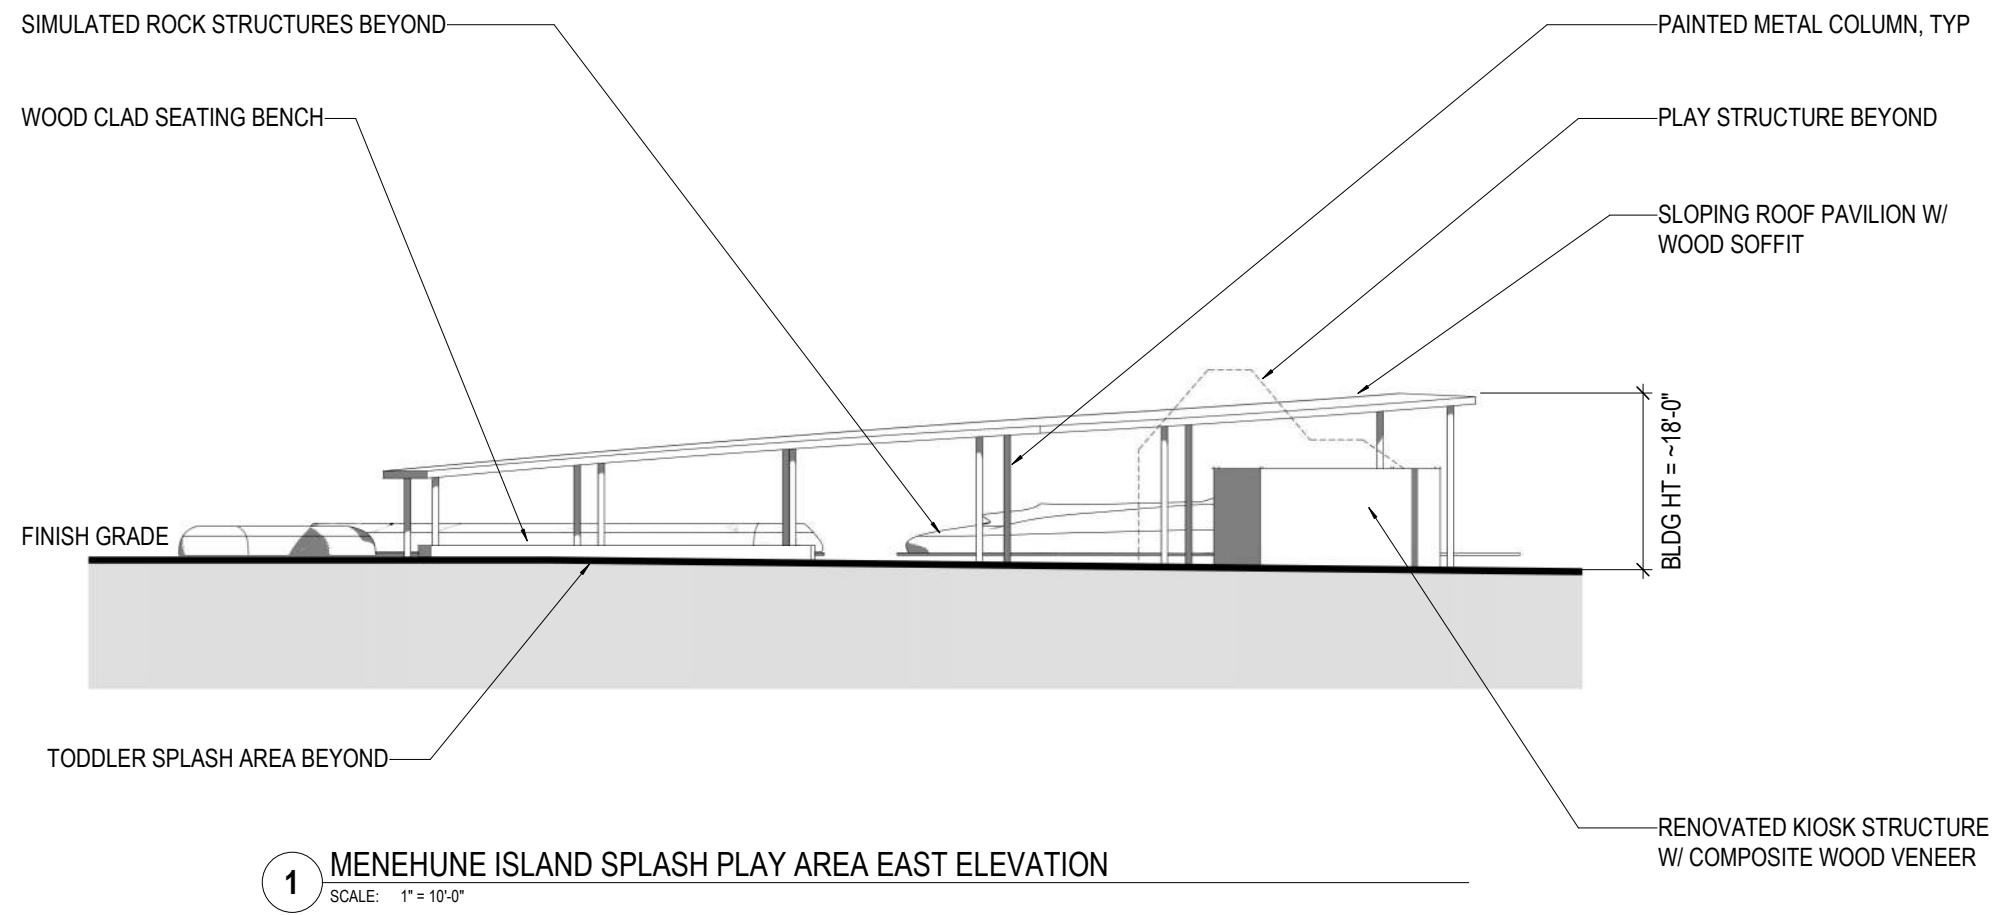 SIMULATED ROCK STRUCTURES BEYOND
PAINTED METAL COLUMN, TYP
WOOD CLAD SEATING BENCH
PLAY STRUCTURE BEYOND
SLOPING ROOF PAVILION W/
WOOD SOFFIT
BLDG HT = ~18'-0"
FINISH GRADE
TODDLER SPLASH AREA BEYOND
RENOVATED KIOSK STRUCTURE
W/ COMPOSITE WOOD VENEER
1
MENEHUNE ISLAND SPLASH PLAY AREA EAST ELEVATION
SCALE: 1" = 10'-0"